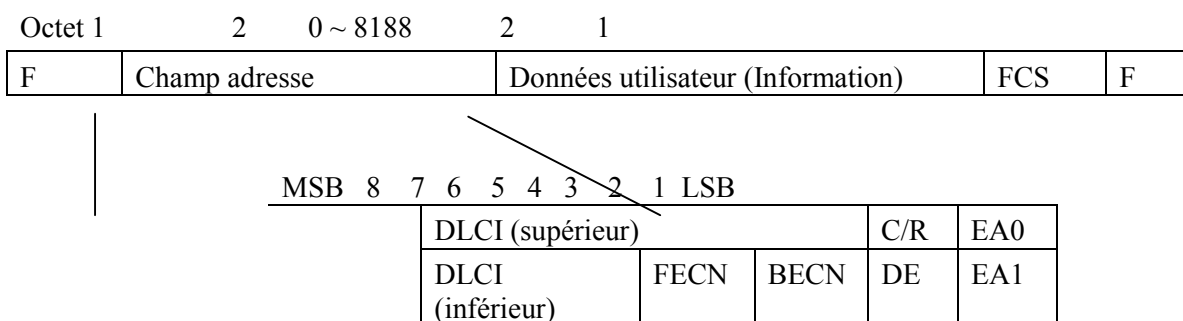 Octet 1 2 0 ~ 8188 2 1
F Champ adresse Données utilisateur (Information) FCS F
MSB 8 7 6 5 4 3 2 1 LSB
DLCI (supérieur) C/R EA0
DLCI FECN BECN DE EA1
(inférieur)